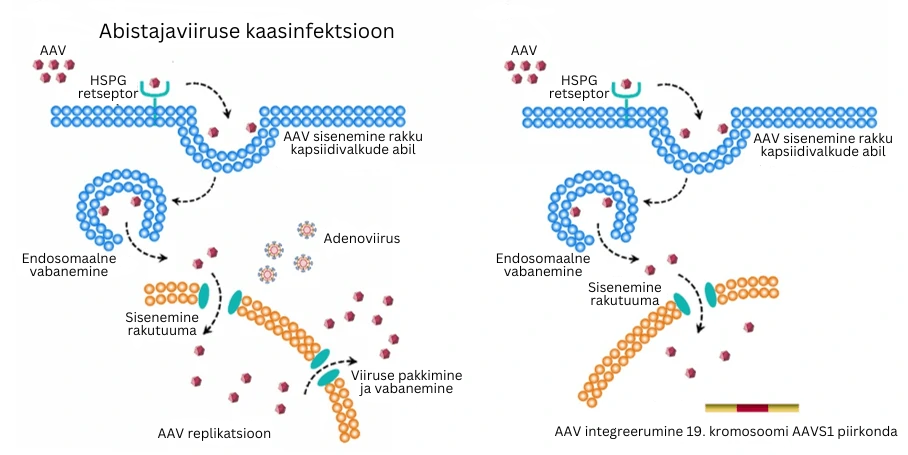 Abistajaviiruse kaasinfektsioon
AAV
HSPG
retseptor
AAV sisenemine rakku
kapsiidivalkude abil
Endosomaalne
vabanemine
Adenoviirus
Sisenemine
rakutuuma
Viiruse pakkimine
ja vabanemine
AAV replikatsioon
AAV
HSPG
retseptor
AAV sisenemine rakku
kapsiidivalkude abil
Endosomaalne
vabanemine
Sisenemine
rakutuuma
AAV integreerumine 19. kromosoomi AAVS1 piirkonda